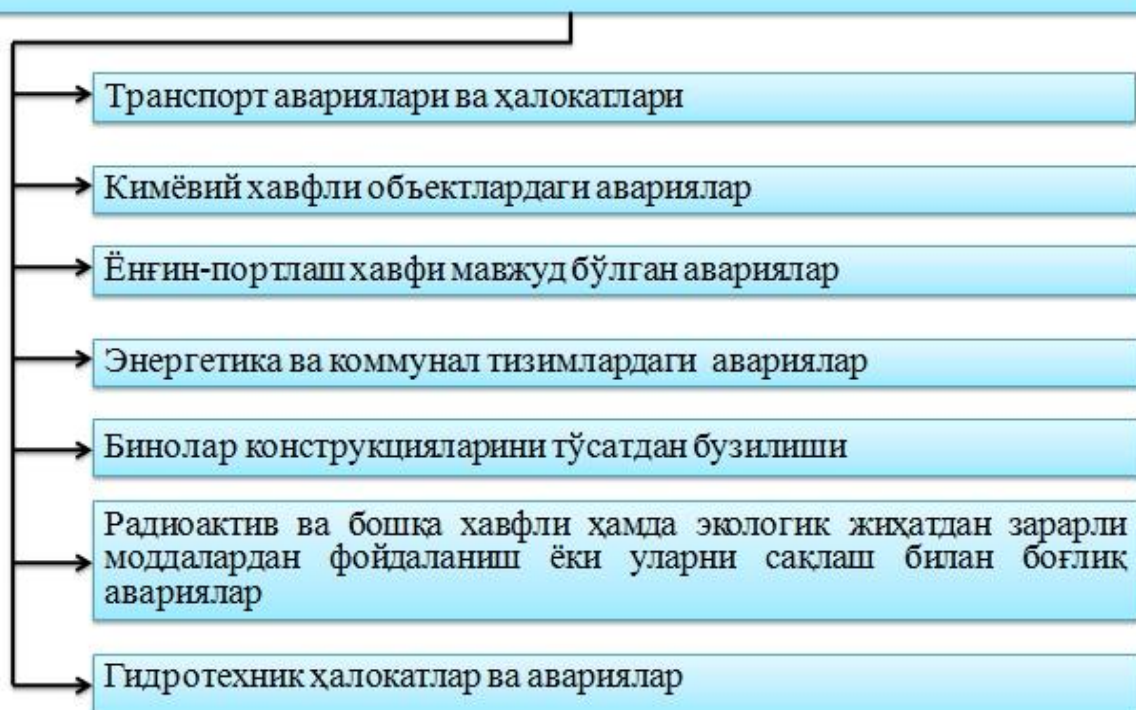 Транспорт авариялари ва ҳалокатлари
Кимёвий хавфли объектлардаги авариялар
Ёнғин-портлаш хавфи мавжуд бўлган авариялар
Энергетика ва коммунал тизимлардаги авариялар
Бинолар конструкцияларини тўсатдан бузилиши
Радиоактив ва бошқа хавфли ҳамда экологик жиҳатдан зарарли
моддалардан фойдаланиш ёки уларни сақлаш билан боғлиқ
авариялар
Гидротехник ҳалокатлар ва авариялар